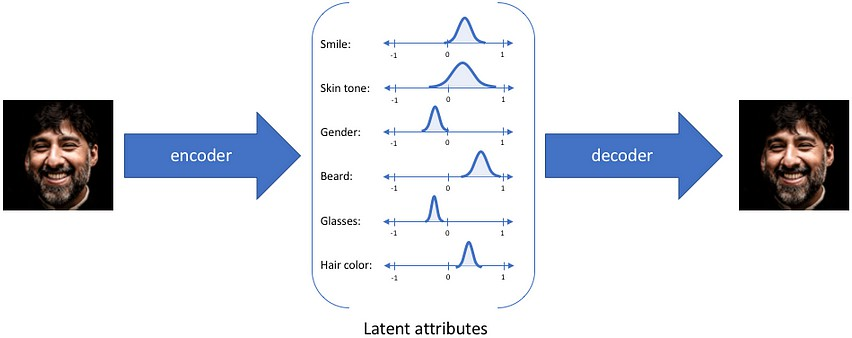 encoder
Smile:
-1 0 1
Skin tone:
-1 0 1
Gender:
-1 0 1
Beard:
-1 0 1
Glasses:
-1 0 1
Hair color:
-1 0 1
decoder
Latent attributes